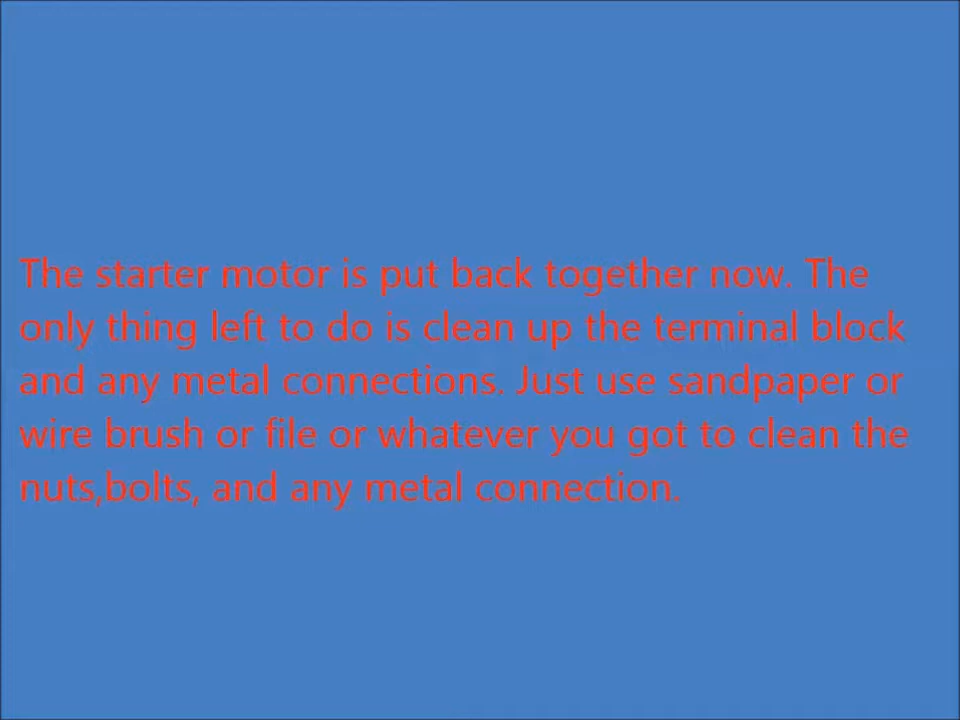 The starter motor is put back together now. The
only thing left to do is clean up the terminal block
and any metal connections. Just use sandpaper or
wire brush or file or whatever you got to clean the
nuts,bolts, and any metal connection.